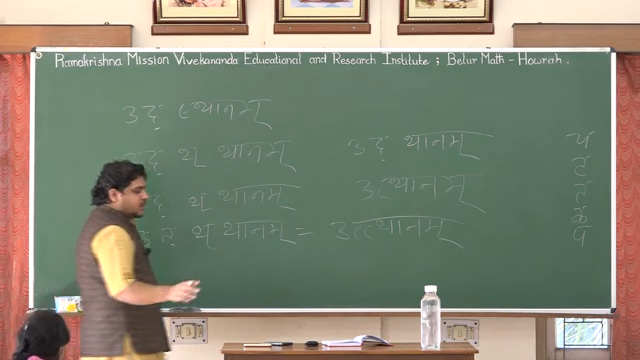 Ramakrishna Mission Vivekananda Educational and Research Institute ; Belur Math - Howrah .
उद् स्थानम्
उद् थ् थानम्
द् थ् थानम्
उ त् थ् थानम् = उत्थ्थानम्
उद् थानम्
उत्थानम्
च
ट
त
क
प